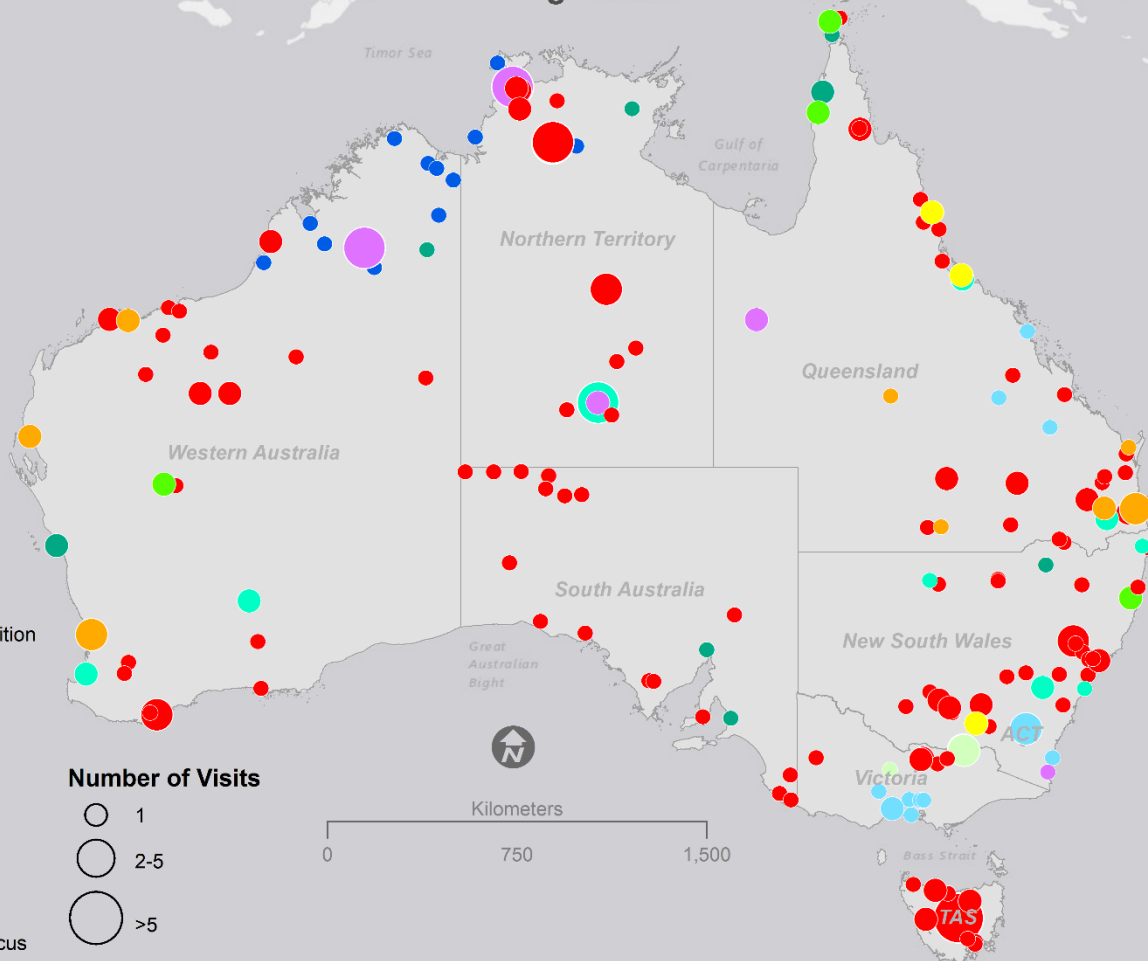 Timor Sea
Gulf of
Carpentaria
Northern Territory
Queensland
Western Australia
South Australia
New South Wales
Great
Australian
Bight
ition
ACT
N
Victoria
Number of Visits
1
2-5
>5
Kilometers
0 750 1,500
Bass Strait
TAS
cus